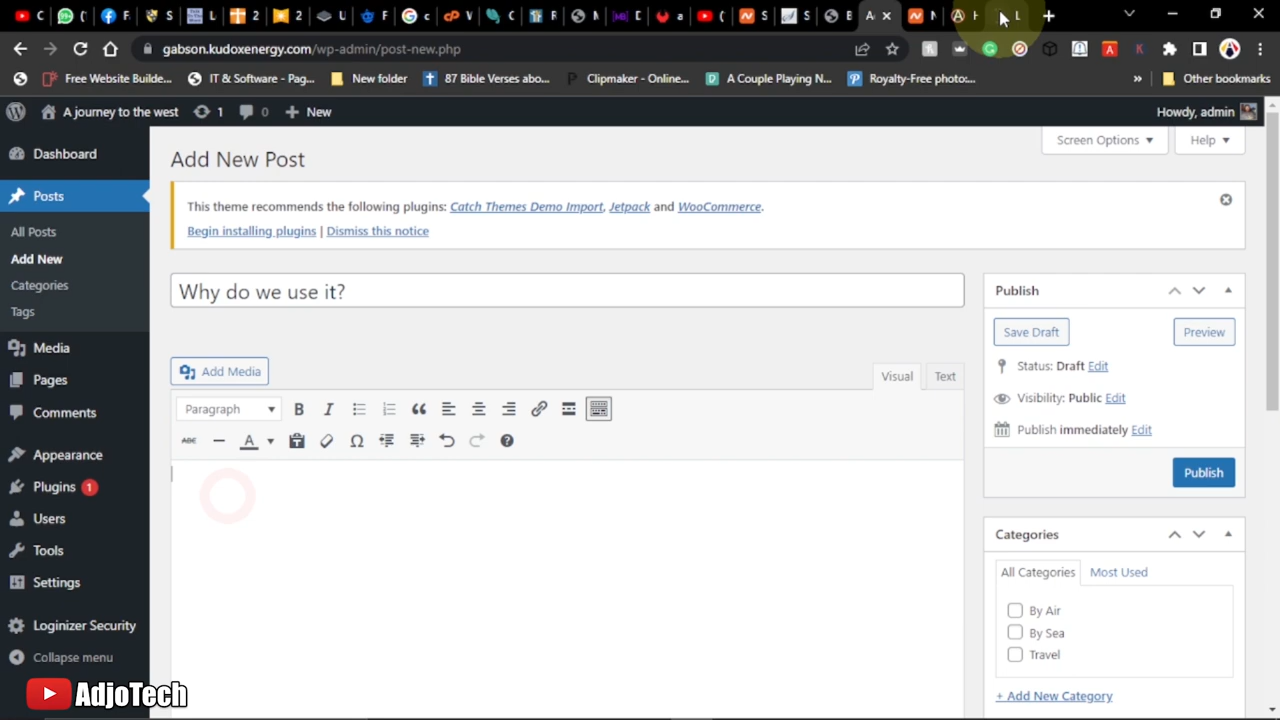 gabson.kudoxenergy.com/wp-admin/post-new.php
Free Website Builde...
IT & Software - Pag...
New folder
87 Bible Verses abo...
Clipmaker - Online...
A Couple Playing N...
Royalty-Free photo:...
»
Other bookmarks
A journey to the west
1
0
New
Howdy, admin
Dashboard
Posts
All Posts
Add New
Categories
Tags
Media
Pages
Comments
Appearance
Plugins 1
Users
Tools
Settings
Loginizer Security
Collapse menu
Add New Post
Screen Options
Help
This theme recommends the following plugins: Catch Themes Demo Import, Jetpack and WooCommerce.
Begin installing plugins | Dismiss this notice
Why do we use it?
Add Media
Visual
Text
Paragraph
B
I
ABC
A
Ω
Publish
Save Draft
Preview
Status: Draft Edit
Visibility: Public Edit
Publish immediately Edit
Publish
Categories
All Categories
Most Used
By Air
By Sea
Travel
+ Add New Category
AdjoTech